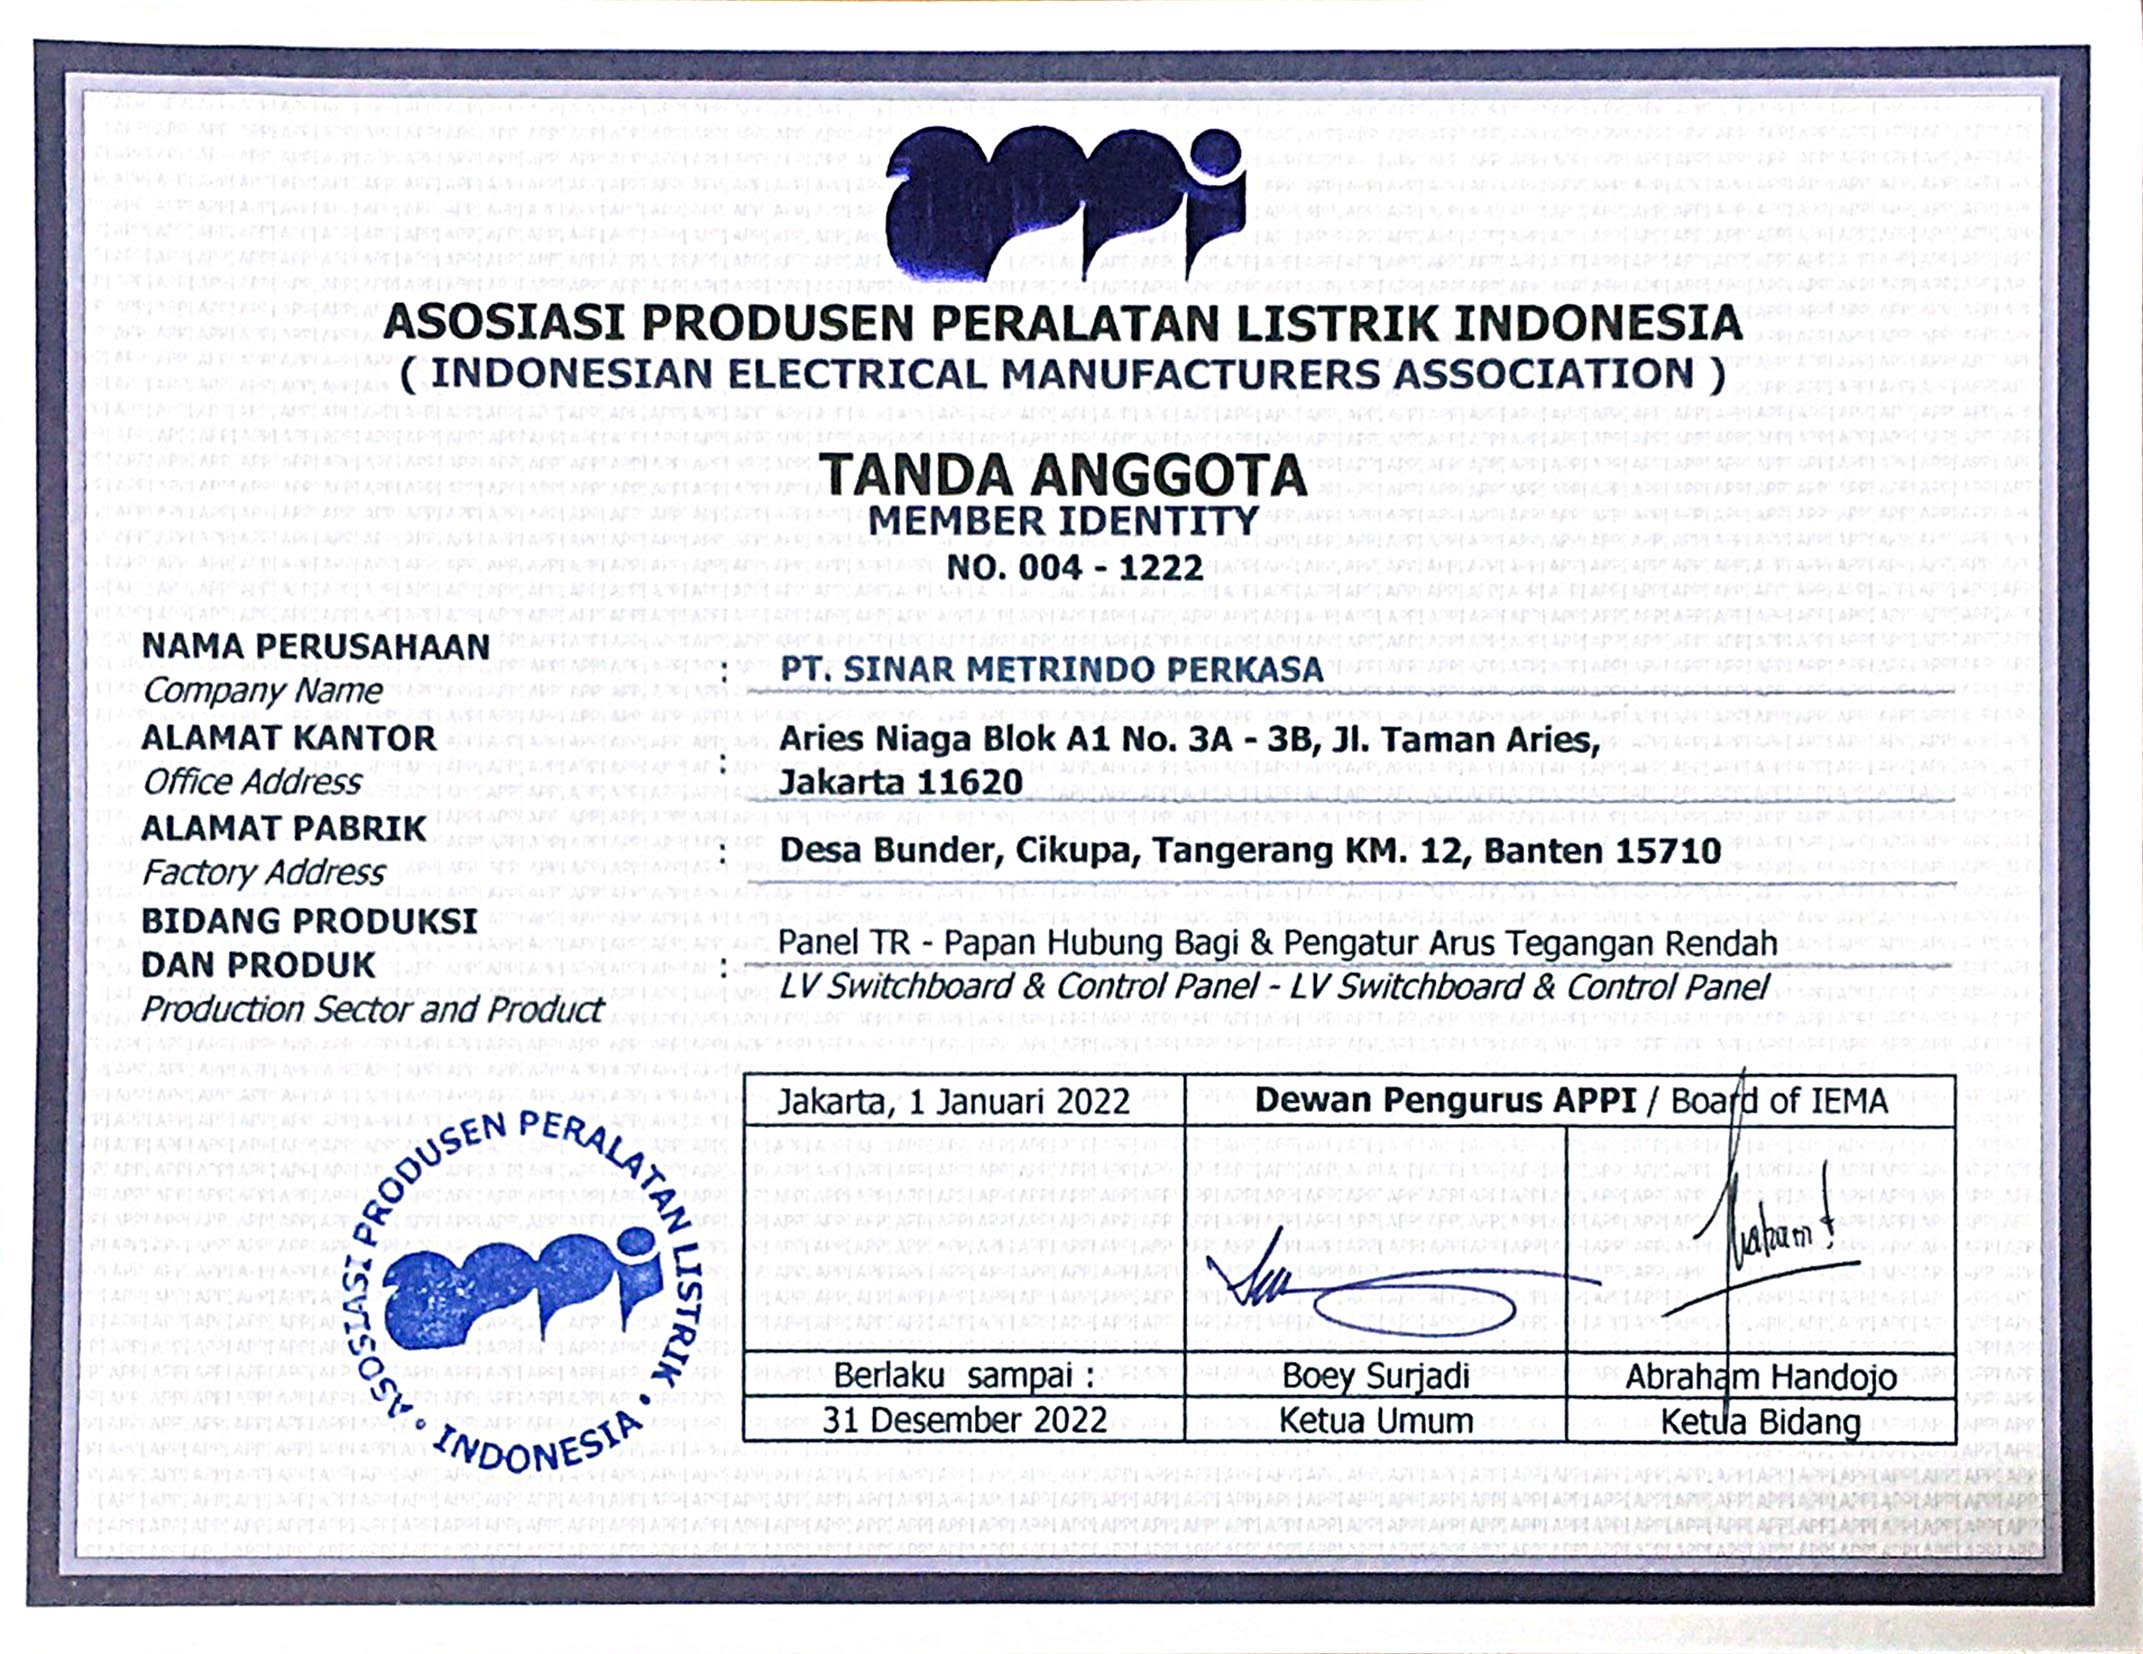 appi
ASOSIASI PRODUSEN PERALATAN LISTRIK INDONESIA
( INDONESIAN ELECTRICAL MANUFACTURERS ASSOCIATION )
TANDA ANGGOTA
MEMBER IDENTITY
NO. 004 - 1222
NAMA PERUSAHAAN
Company Name
: PT. SINAR METRINDO PERKASA
ALAMAT KANTOR
Office Address
: Aries Niaga Blok A1 No. 3A - 3B, Jl. Taman Aries,
Jakarta 11620
ALAMAT PABRIK
Factory Address
: Desa Bunder, Cikupa, Tangerang KM. 12, Banten 15710
BIDANG PRODUKSI
DAN PRODUK
Production Sector and Product
: Panel TR - Papan Hubung Bagi & Pengatur Arus Tegangan Rendah
LV Switchboard & Control Panel - LV Switchboard & Control Panel
ASOSIASI PRODUSEN PERALATAN LISTRIK • INDONESIA •
appi
Jakarta, 1 Januari 2022
Dewan Pengurus APPI / Board of IEMA
Berlaku sampai :
31 Desember 2022
Boey Surjadi
Ketua Umum
Abraham Handojo
Ketua Bidang